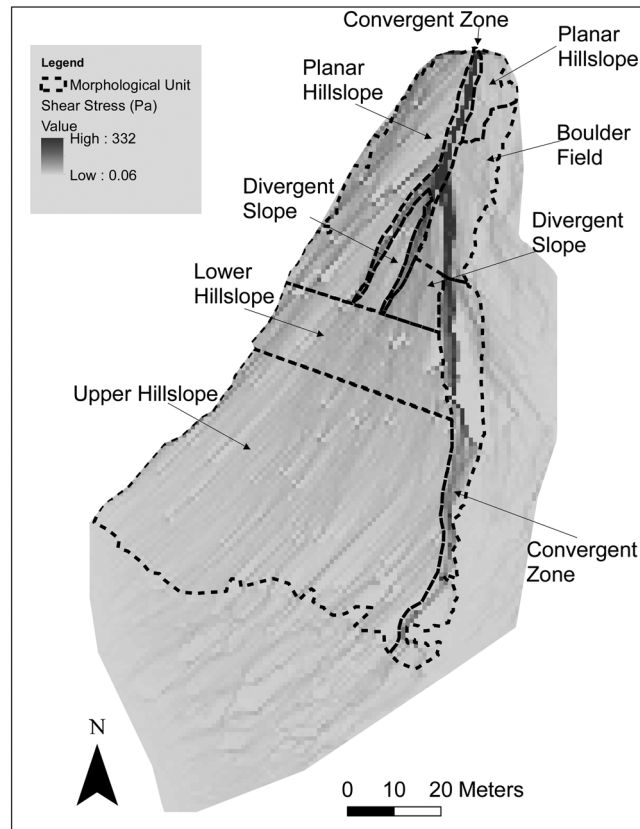 Convergent Zone
Legend
Morphological Unit
Shear Stress (Pa)
Value
High : 332
Low : 0.06
Planar
Hillslope
Planar
Hillslope
Boulder
Field
Divergent
Slope
Divergent
Slope
Lower
Hillslope
Upper Hillslope
Convergent
Zone
N
0 10 20 Meters